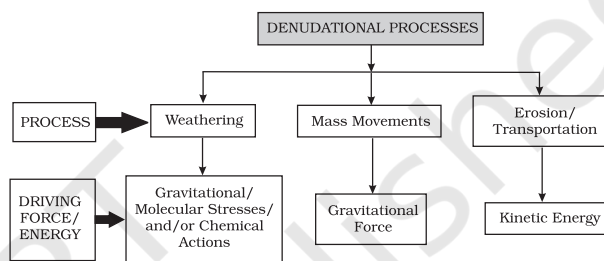 DENUDATIONAL PROCESSES
PROCESS
Weathering
Mass Movements
Erosion/
Transportation
DRIVING
FORCE/
ENERGY
Gravitational/
Molecular Stresses/
and/or Chemical
Actions
Gravitational
Force
Kinetic Energy